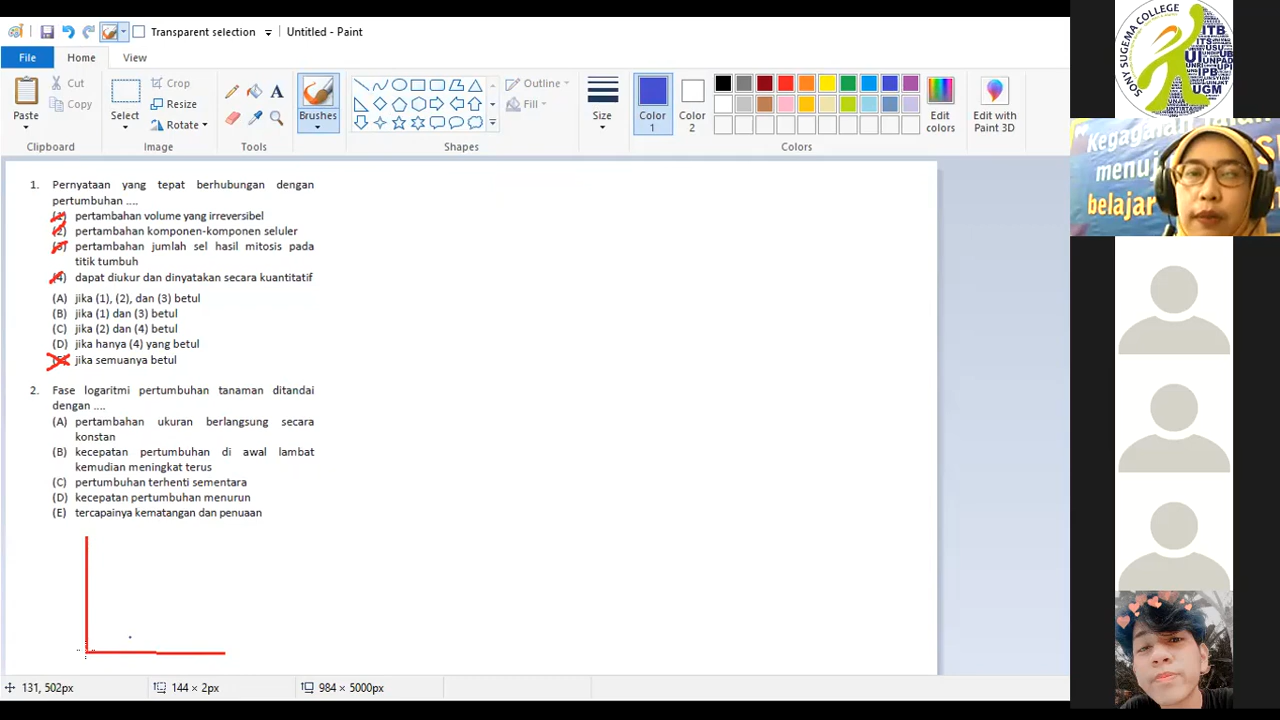 Transparent selection
Untitled - Paint
File
Home
View
Paste
Cut
Copy
Select
Crop
Resize
Rotate
A
Brushes
Outline
Fill
Size
Color 1
Color 2
Edit colors
Edit with Paint 3D
Clipboard
Image
Tools
Shapes
Colors
1. Pernyataan yang tepat berhubungan dengan
pertumbuhan ....
(1) pertambahan volume yang irreversibel
(2) pertambahan komponen-komponen seluler
(3) pertambahan jumlah sel hasil mitosis pada
titik tumbuh
(4) dapat diukur dan dinyatakan secara kuantitatif
(A) jika (1), (2), dan (3) betul
(B) jika (1) dan (3) betul
(C) jika (2) dan (4) betul
(D) jika hanya (4) yang betul
(E) jika semuanya betul
2. Fase logaritmi pertumbuhan tanaman ditandai
dengan ....
(A) pertambahan ukuran berlangsung secara
konstan
(B) kecepatan pertumbuhan di awal lambat
kemudian meningkat terus
(C) pertumbuhan terhenti sementara
(D) kecepatan pertumbuhan menurun
(E) tercapainya kematangan dan penuaan
131, 502px
144 × 2px
984 × 5000px
SONY SUGEMA COLLEGE
ITB
UI
UNPAD
IPB
UGM
"Kegagalan
menuj
belajar